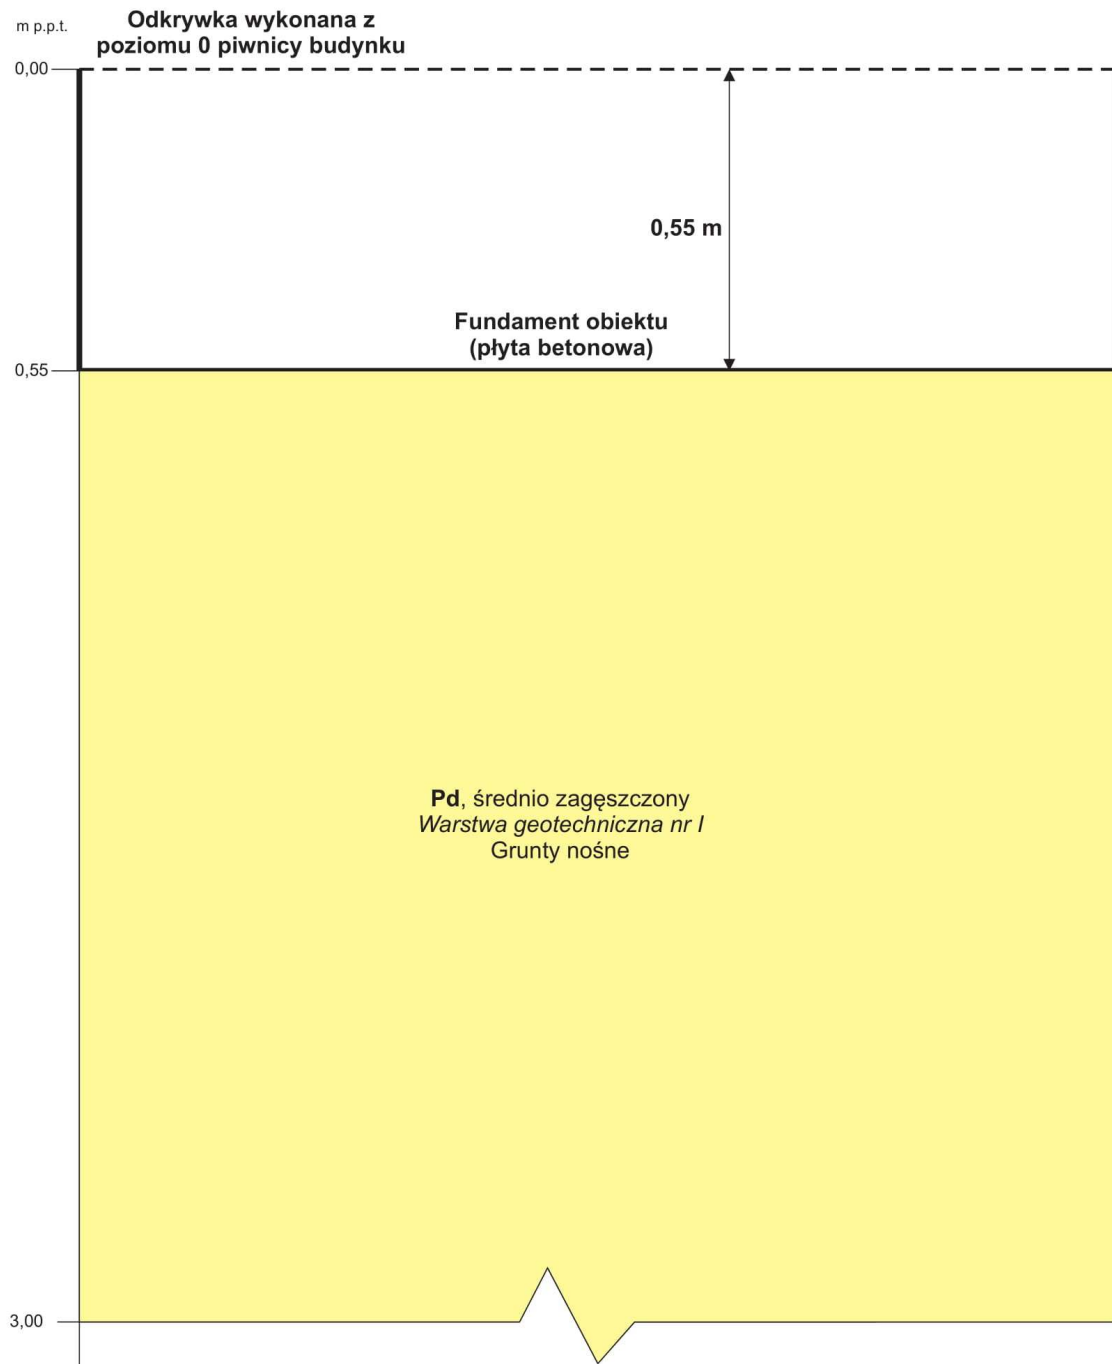 m p.p.t.
Odkrywka wykonana z
poziomu 0 piwnicy budynku
0,00
0,55 m
Fundament obiektu
(płyta betonowa)
0,55
Pd, średnio zagęszczony
Warstwa geotechniczna nr I
Grunty nośne
3,00